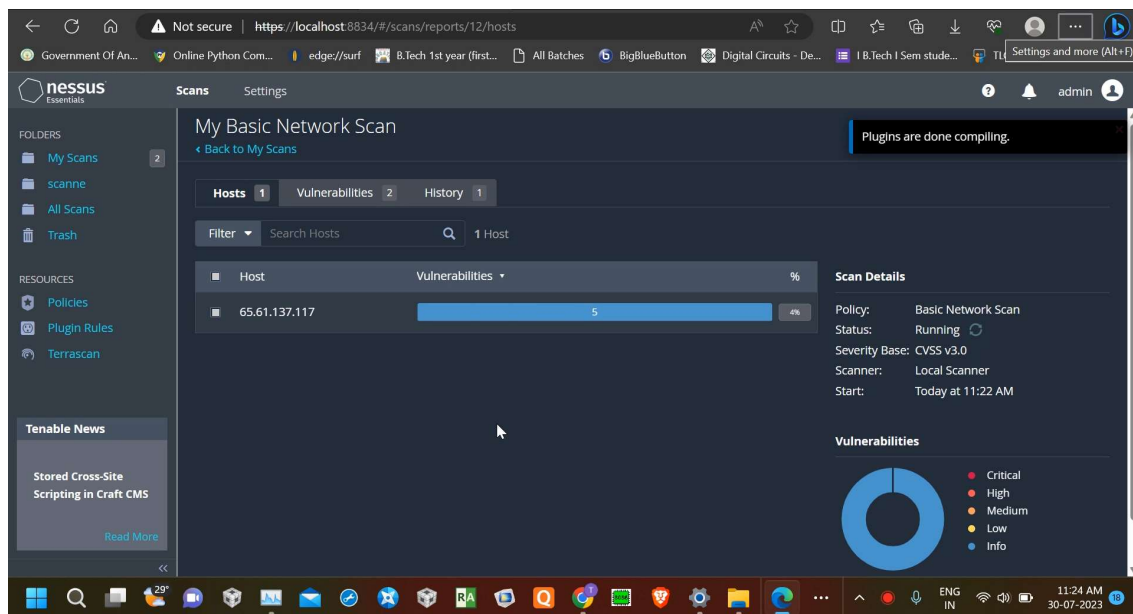 Not secure | https://localhost:8834/#/scans/reports/12/hosts
Government Of An... Online Python Com... edge://surf B.Tech 1st year (first... All Batches BigBlueButton Digital Circuits - De... I B.Tech I Sem stude...
Settings and more (Alt+F)
nessus
Essentials
Scans Settings
admin
FOLDERS
My Scans 2
scanne
All Scans
Trash
RESOURCES
Policies
Plugin Rules
Terrascan
Tenable News
Stored Cross-Site
Scripting in Craft CMS
Read More
My Basic Network Scan
Back to My Scans
Plugins are done compiling.
Hosts 1 Vulnerabilities 2 History 1
Filter Search Hosts 1 Host
Host Vulnerabilities %
65.61.137.117 5 4%
Scan Details
Policy: Basic Network Scan
Status: Running
Severity Base: CVSS v3.0
Scanner: Local Scanner
Start: Today at 11:22 AM
Vulnerabilities
Critical
High
Medium
Low
Info
29°
RA
ENG
IN
11:24 AM
30-07-2023
18